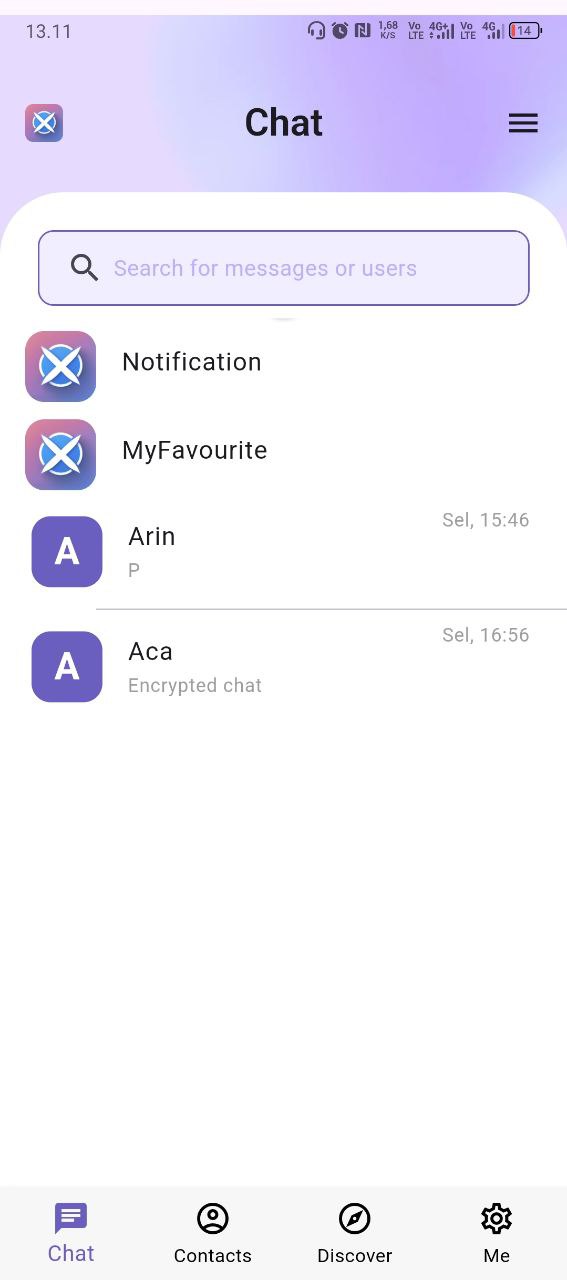 13.11
1,68
K/S
Vo
LTE
4G+
Vo
LTE
4G
14
Chat
Search for messages or users
Notification
MyFavourite
Sel, 15:46
A
Arin
P
Sel, 16:56
A
Aca
Encrypted chat
Chat
Contacts
Discover
Me